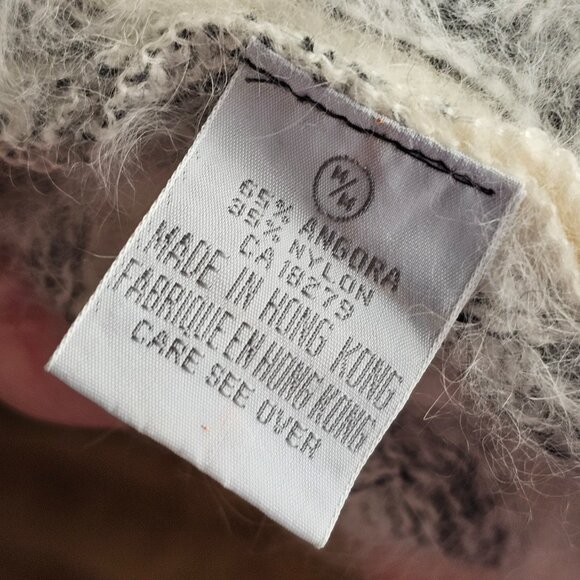 W/W
65% ANGORA
35% NYLON
CA 18279
MADE IN HONG KONG
FABRIQUE EN HONG KONG
CARE SEE OVER